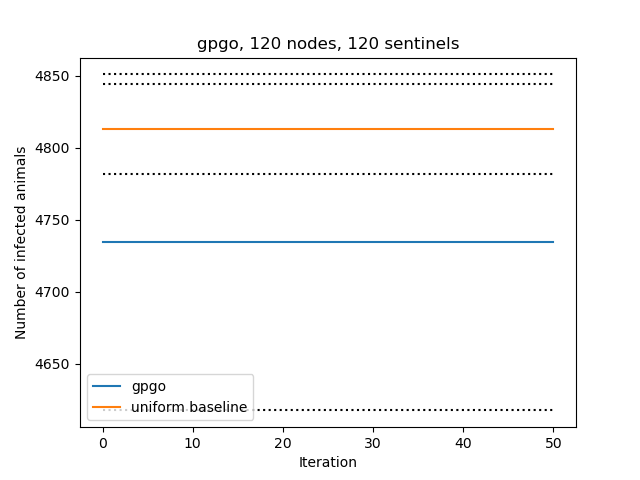 gpgo, 120 nodes, 120 sentinels
4850
4800
4750
4700
4650
Number of infected animals
gpgo
uniform baseline
0 10 20 30 40 50
Iteration